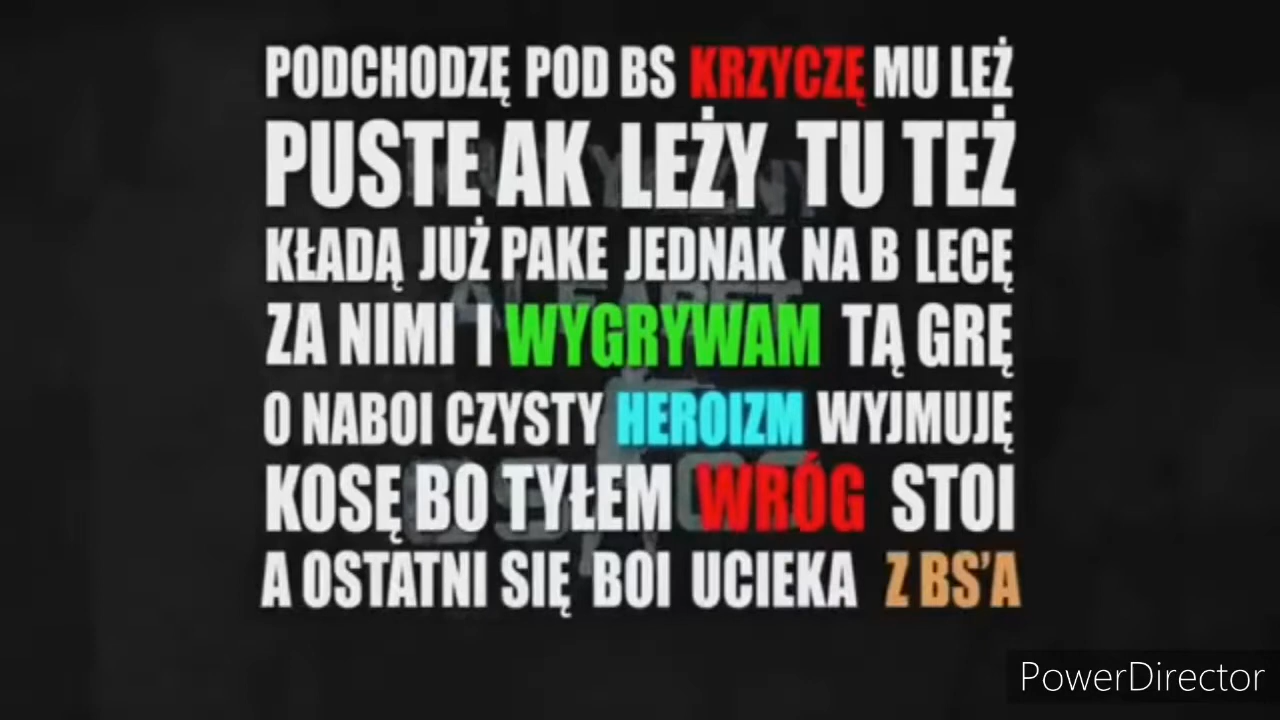 PODCHODZĘ POD BS KRZYCZĘ MU LEŻ
PUSTE AK LEŻY TU TEŻ
KŁADĄ JUŻ PAKE JEDNAK NA B LECĘ
ZA NIMI I WYGRYWAM TĄ GRĘ
O NABOI CZYSTY HEROIZM WYJMUJĘ
KOSĘ BO TYŁEM WRÓG STOI
A OSTATNI SIĘ BOI UCIEKA Z BS'A
PowerDirector